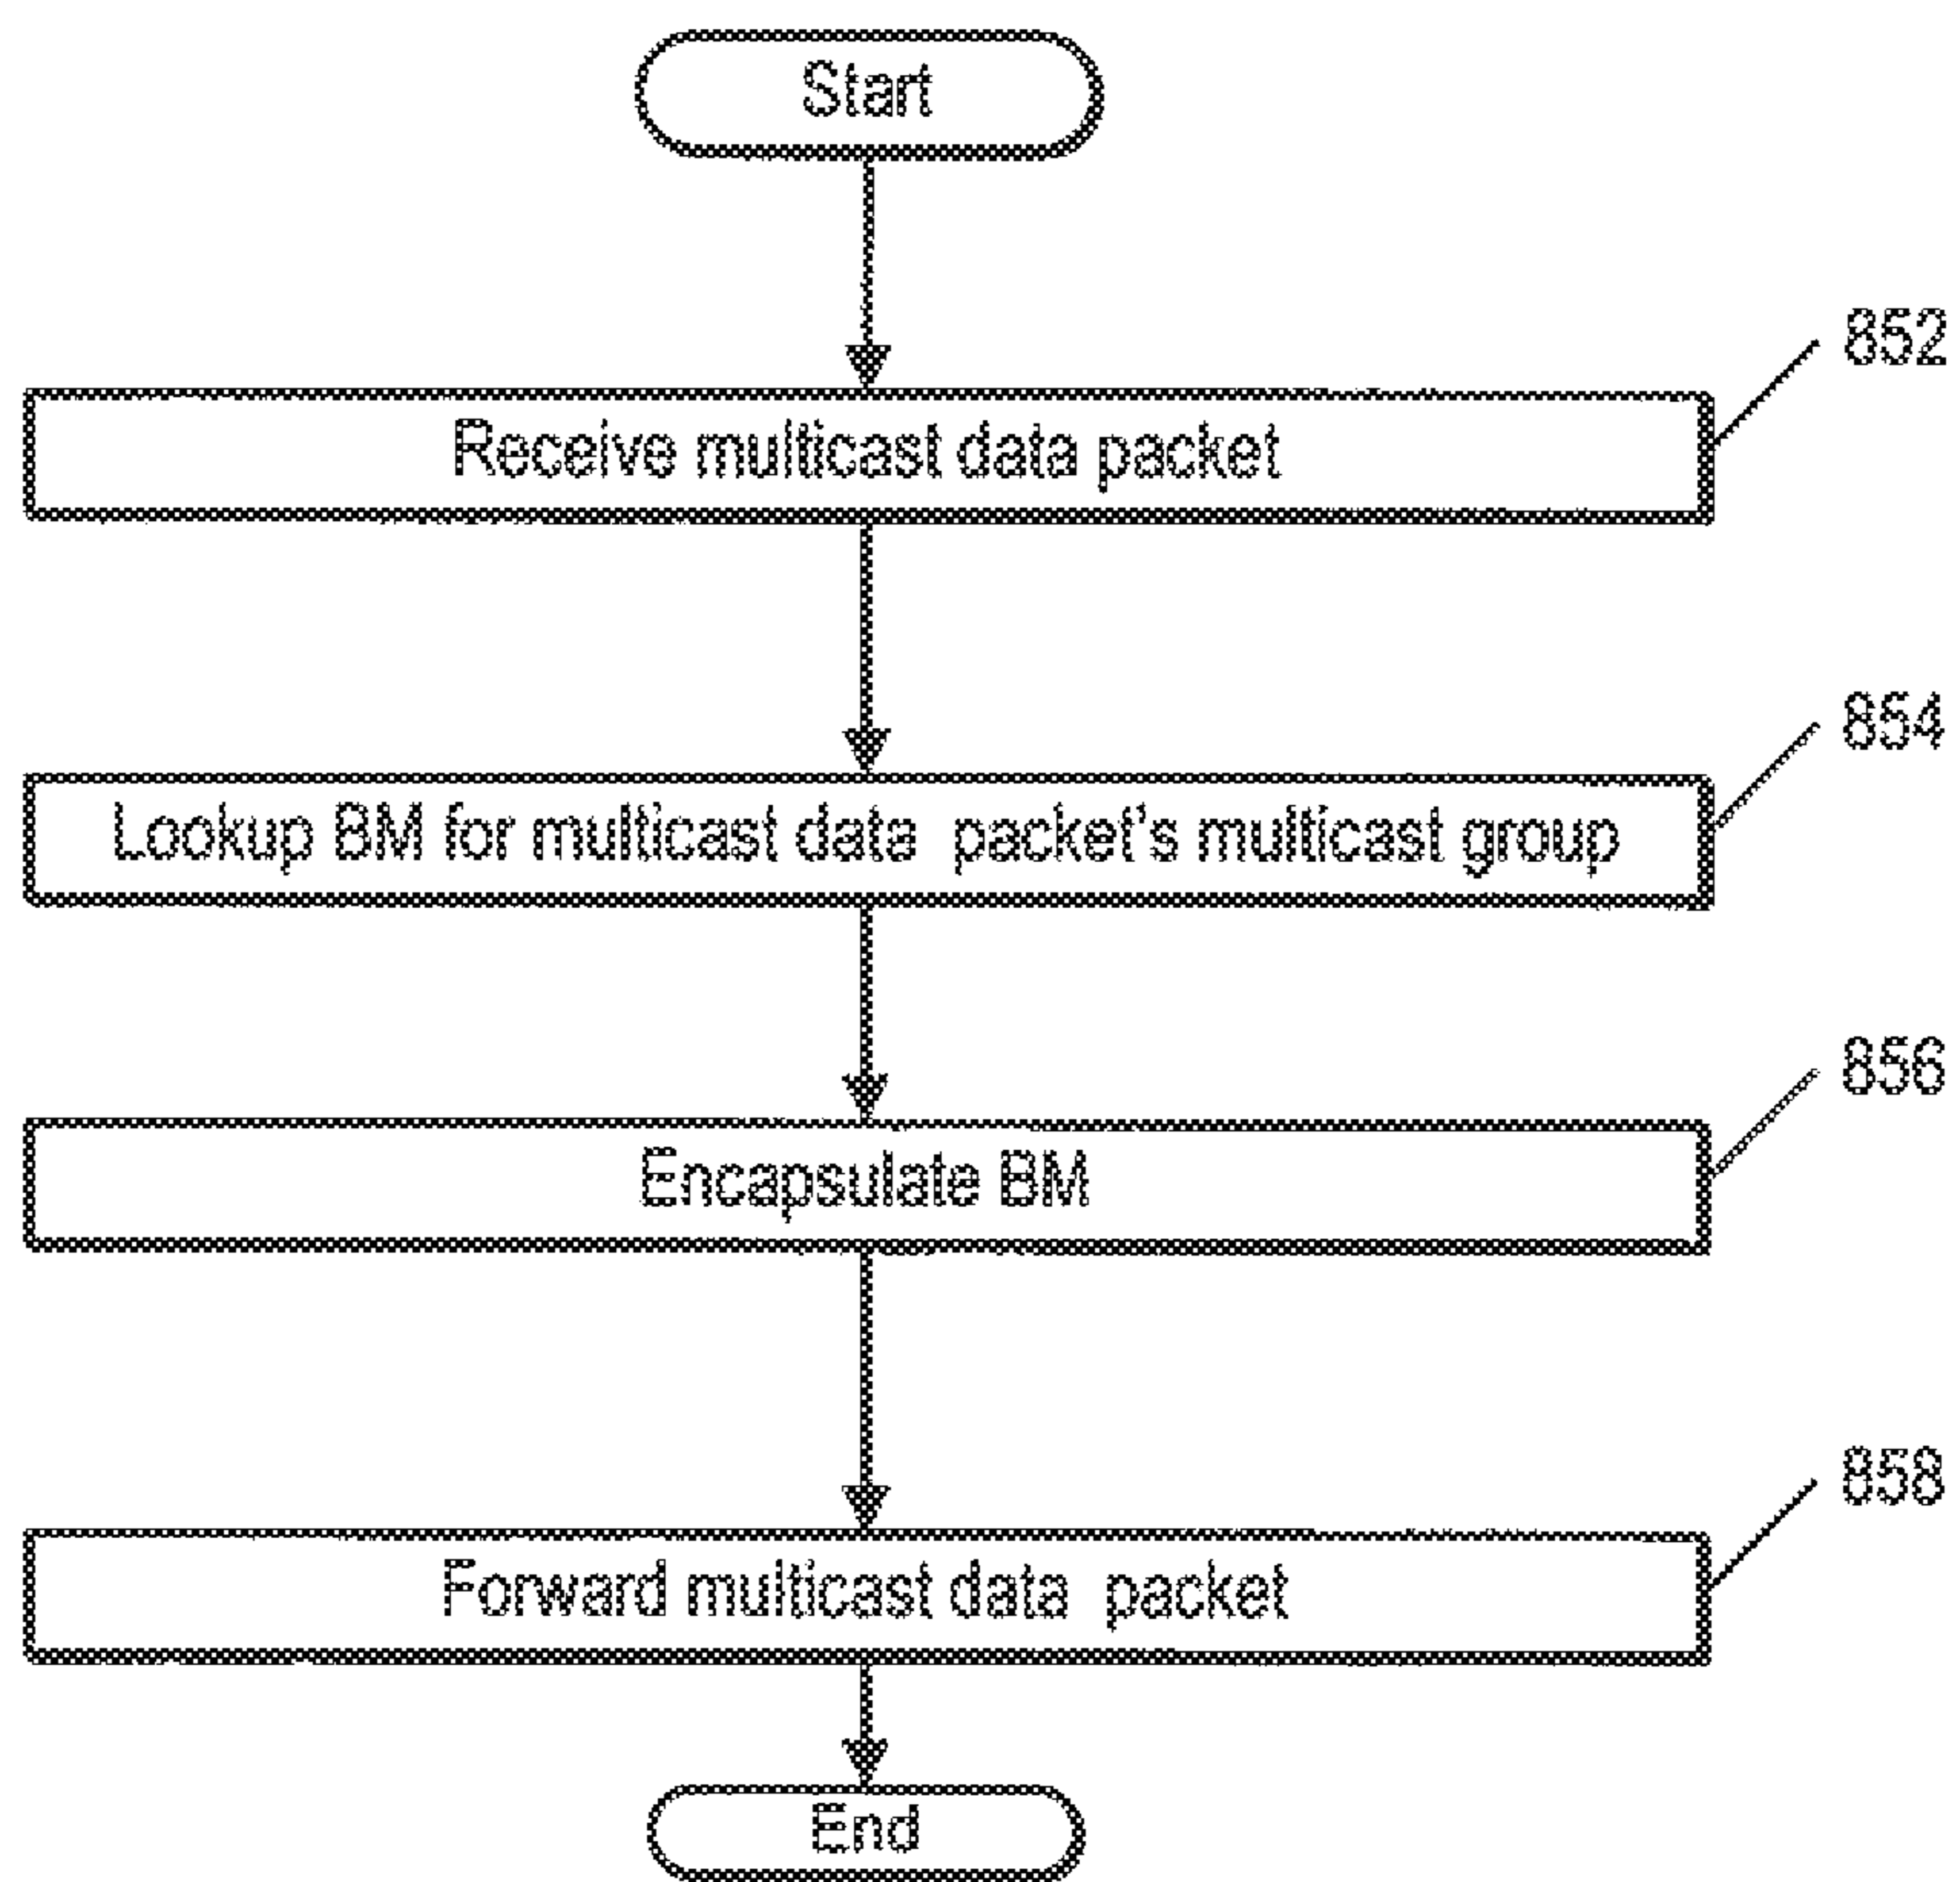 Start
852
Receive multicast data packet
854
Lookup BM for multicast data packet's multicast group
856
Encapsulate BM
858
Forward multicast data packet
End